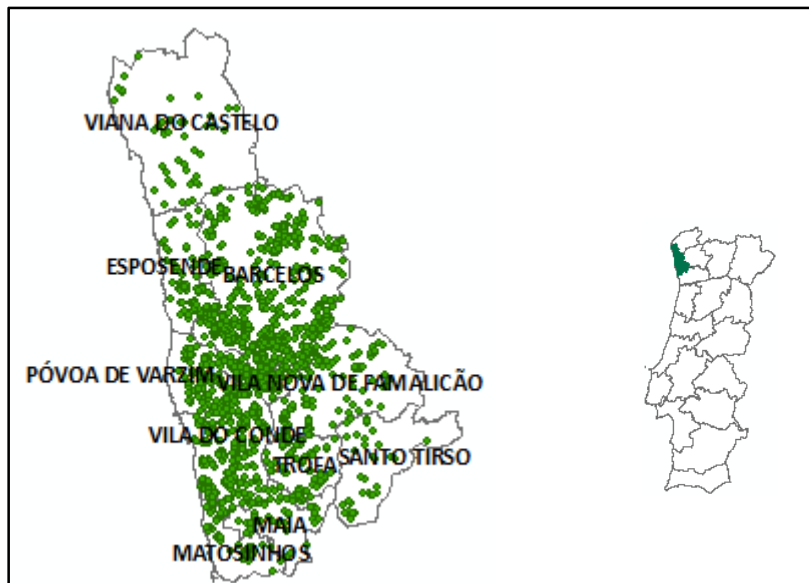 VIANA DO CASTELO
ESPOSENDE
BARCELOS
PÓVOA DE VARZIM
VILA NOVA DE FAMALICÃO
VILA DO CONDE
TROFA
SANTO TIRSO
MAIA
MATOSINHOS